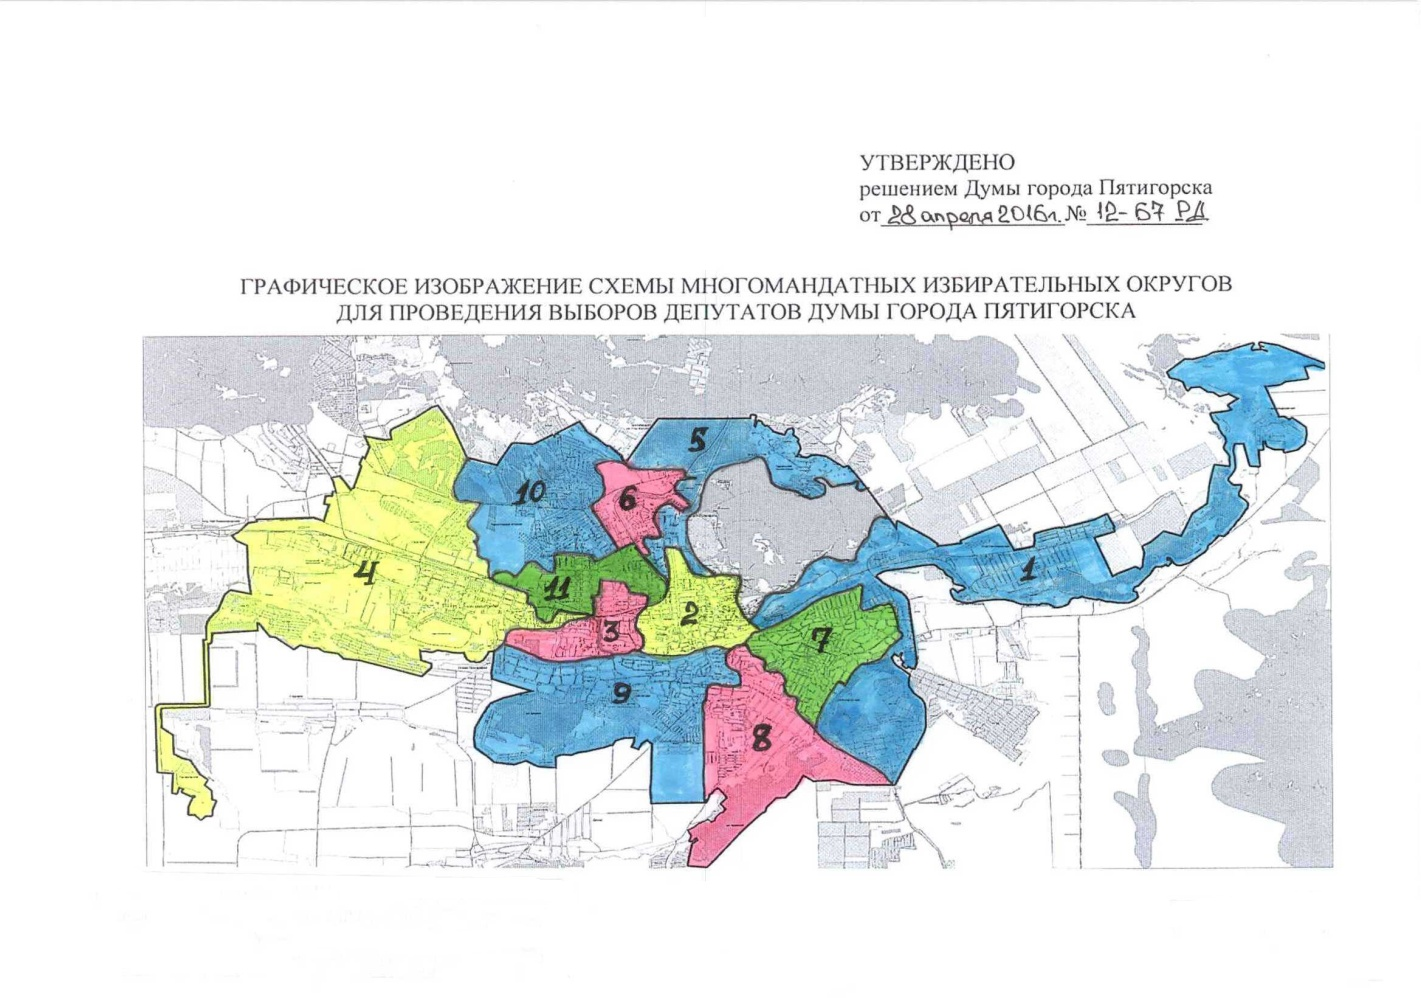 УТВЕРЖДЕНО
решением Думы города Пятигорска
от 28 апреля 2016г. № 12-67 РД
ГРАФИЧЕСКОЕ ИЗОБРАЖЕНИЕ СХЕМЫ МНОГОМАНДАТНЫХ ИЗБИРАТЕЛЬНЫХ ОКРУГОВ
ДЛЯ ПРОВЕДЕНИЯ ВЫБОРОВ ДЕПУТАТОВ ДУМЫ ГОРОДА ПЯТИГОРСКА
5
10
6
4
1
11
2
3
7
9
8